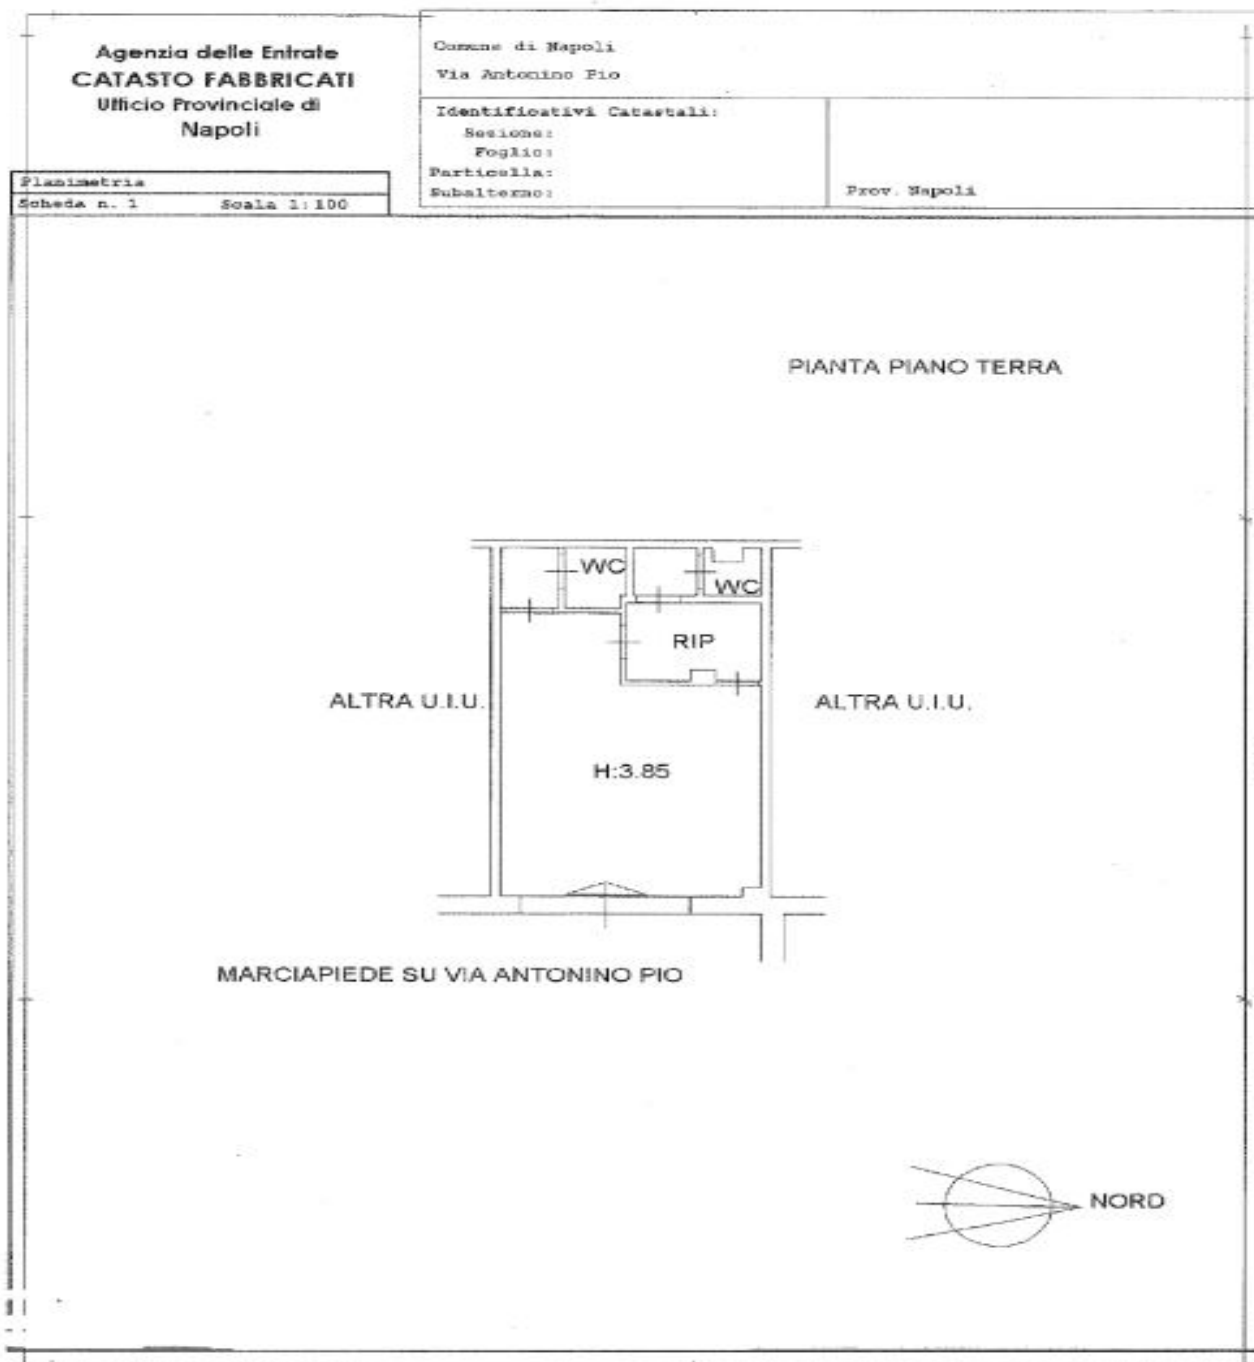 Agenzia delle Entrate
CATASTO FABBRICATI
Ufficio Provinciale di
Napoli
Planimetria
Scheda n. 1 Scala 1:100
Comune di Napoli
Via Antonino Pio
Identificativi Catastali:
Sezione:
Foglio:
Particella:
Subalterno:
Prov. Napoli
PIANTA PIANO TERRA
WC
WC
RIP
ALTRA U.I.U.
ALTRA U.I.U.
H:3.85
MARCIAPIEDE SU VIA ANTONINO PIO
NORD